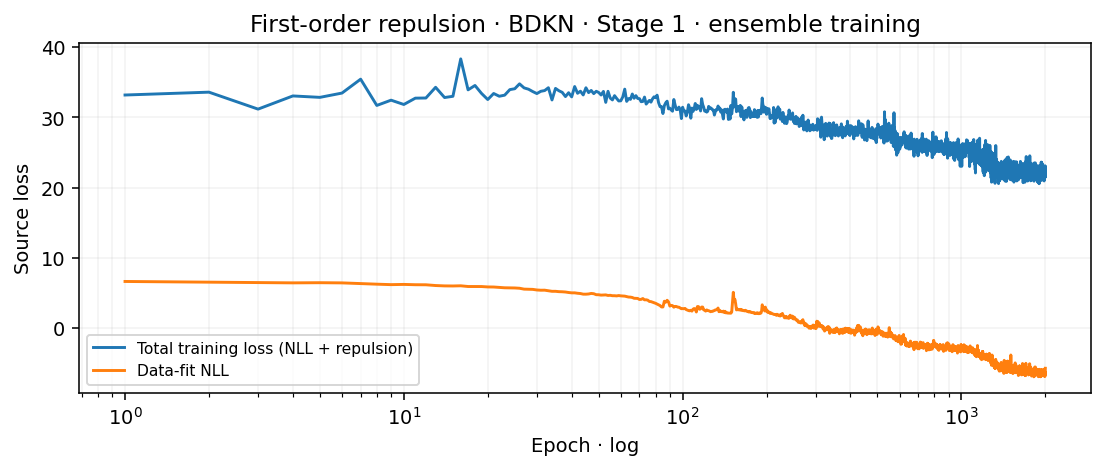 First-order repulsion · BDKN · Stage 1 · ensemble training
Source loss
40
30
20
10
0
Total training loss (NLL + repulsion)
Data-fit NLL
10⁰
10¹
10²
10³
Epoch · log